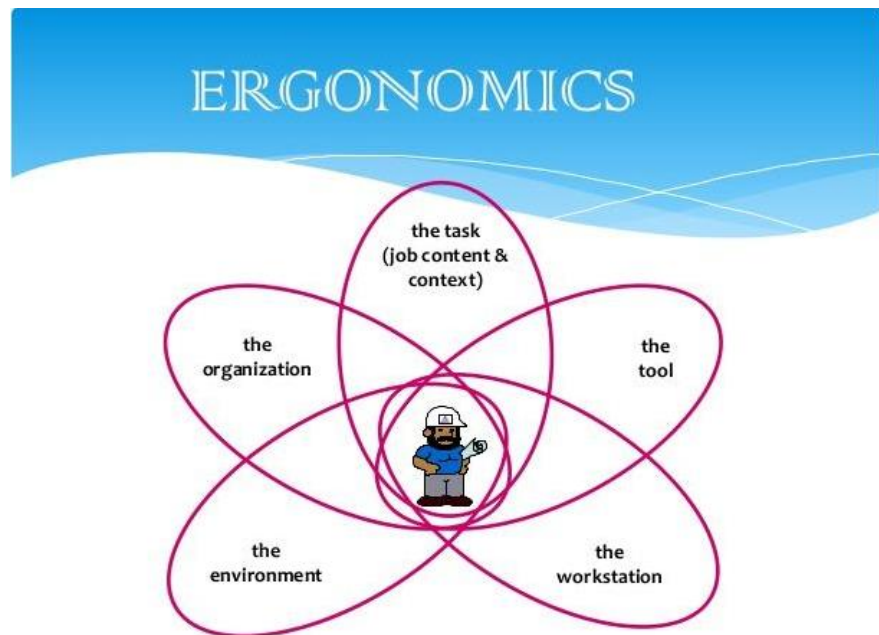 ERGONOMICS
the task
(job content &
context)
the
organization
the
tool
the
environment
the
workstation